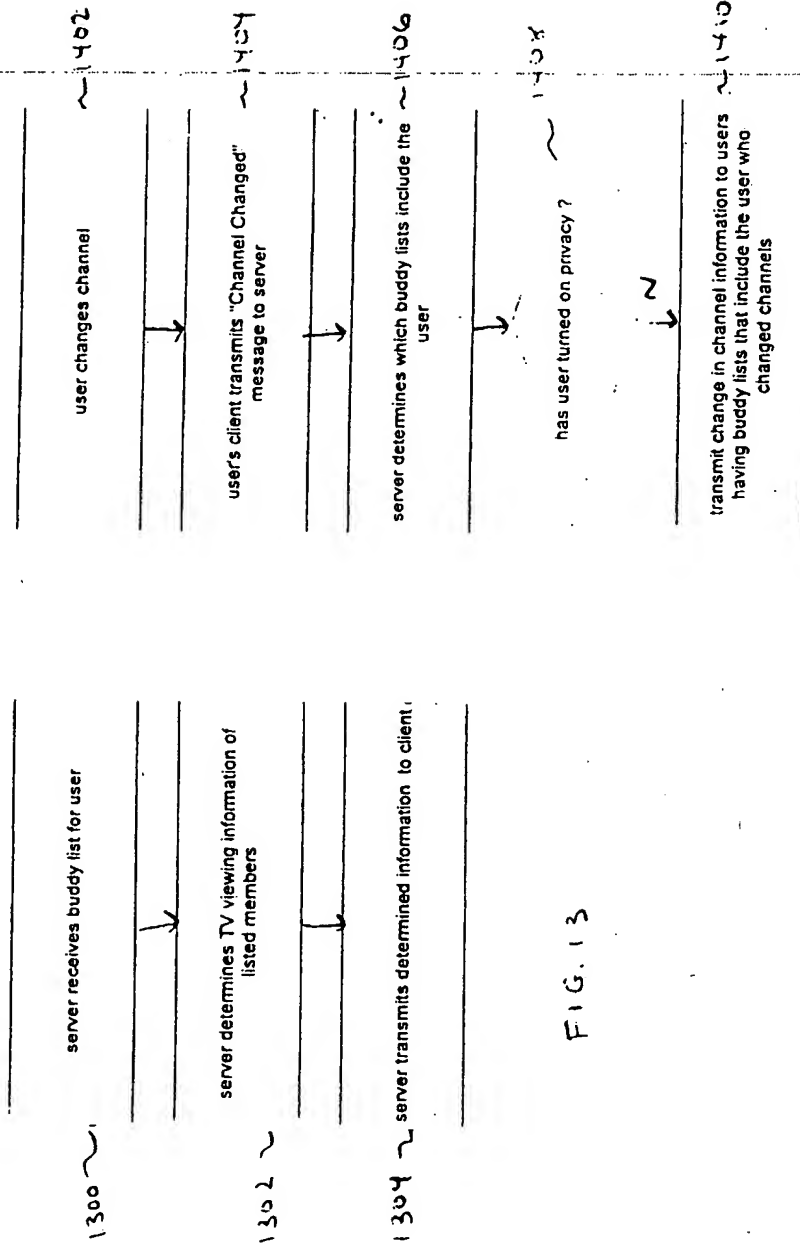 1300
server receives buddy list for user
1302
server determines TV viewing information of
listed members
1304
server transmits determined information to client
FIG. 13
user changes channel
1402
user's client transmits "Channel Changed"
message to server
1404
server determines which buddy lists include the
user
1406
has user turned on privacy?
1408
N
transmit change in channel information to users
having buddy lists that include the user who
changed channels
1410